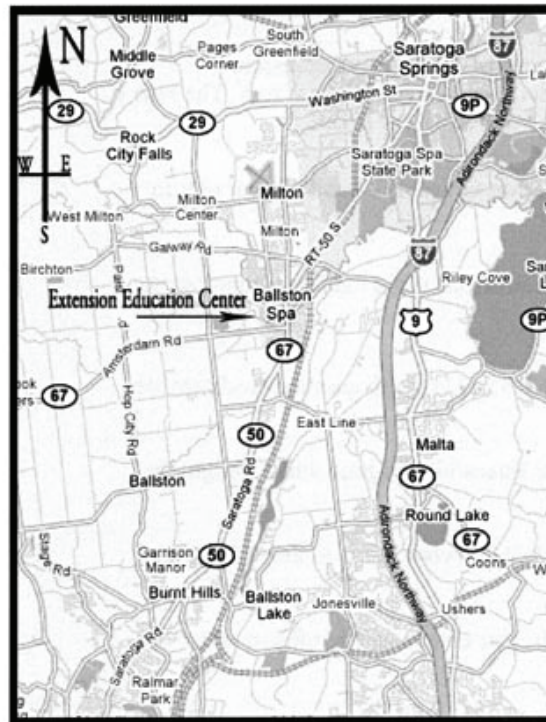 Greenfield
South
Greenfield
Pages
Corner
N
Middle
Grove
Saratoga
Springs
87
29
Washington St
9P
29
Rock
City Falls
Adirondack Northway
W E
Saratoga Spa
State Park
Milton
Center
Milton
West Milton
S
Milton
RT-50 S
Galway Rd
87
Birchton
Riley Cove
Extension Education Center
Ballston
Spa
9
9P
67
Amsterdam Rd
67
Hop City Rd
East Line
50
Malta
Saratoga Rd
67
Ballston
Round Lake
Adirondack Northway
67
Stage Rd
Garrison
Manor
50
Coons
Burnt Hills
Ballston
Lake
Jonesville
Ushers
Saratoga Rd
Ralmar
Park